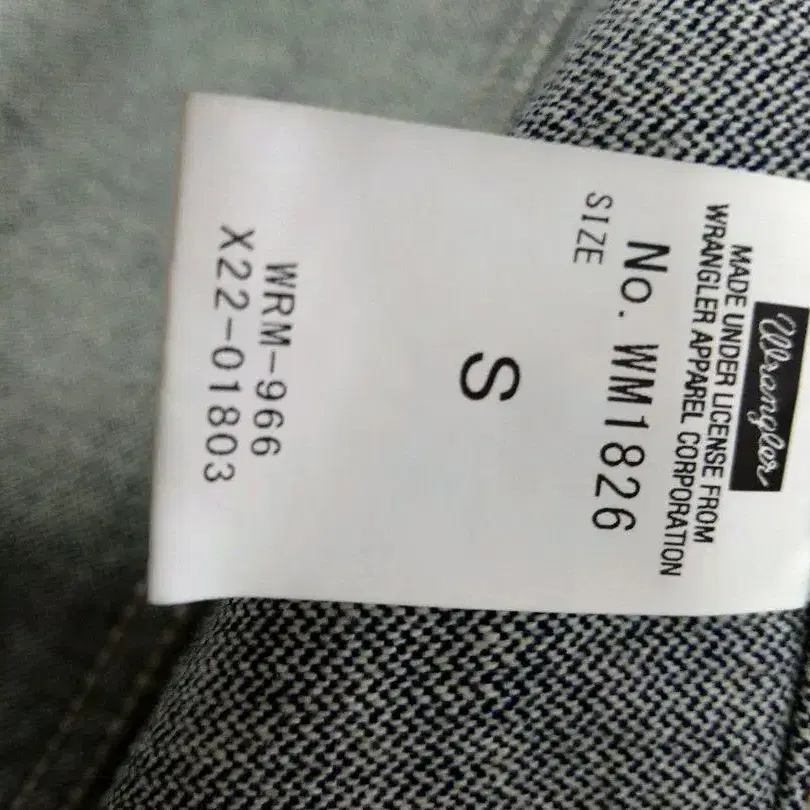 Wrangler
MADE UNDER LICENSE FROM
WRANGLER APPAREL CORPORATION
No. WM1826
SIZE
S
WRM-966
X22-01803